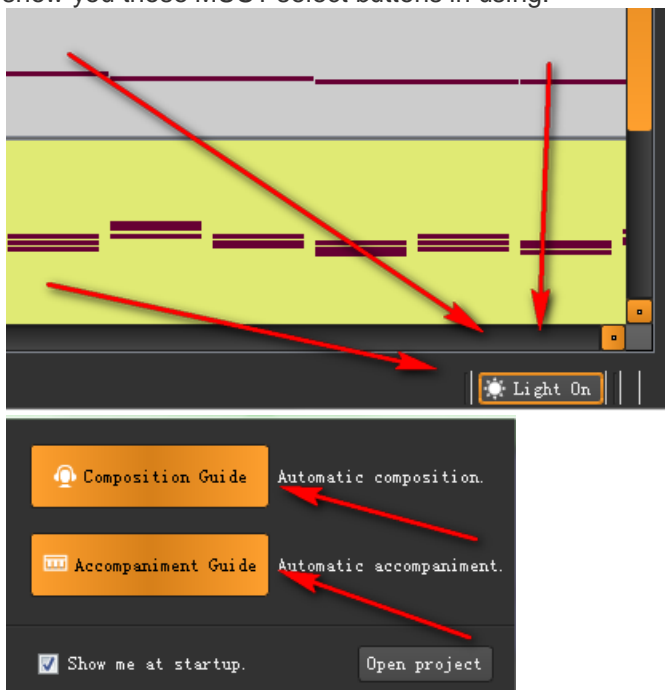 show you those MUST select buttons in using.
Light On
Composition Guide Automatic composition.
Accompaniment Guide Automatic accompaniment.
Show me at startup. Open project